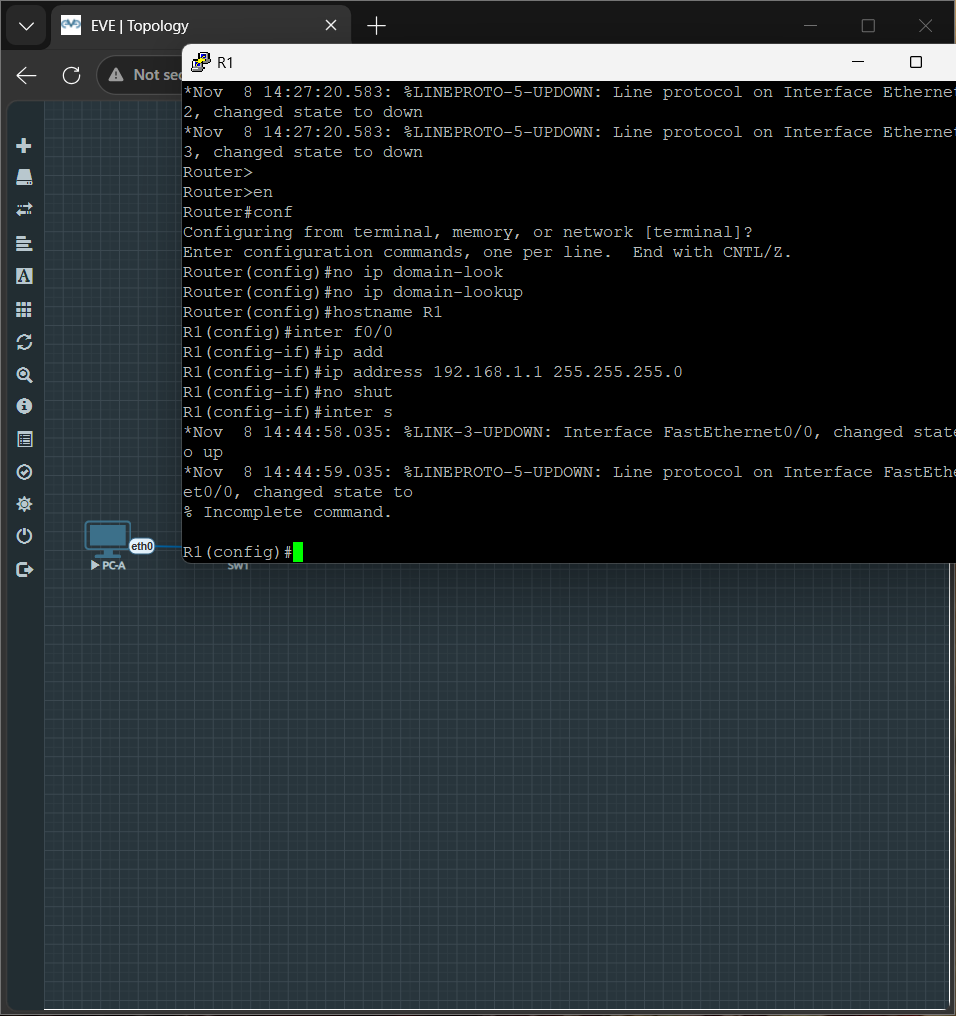 EVE | Topology
Not sec
R1
*Nov  8 14:27:20.583: %LINEPROTO-5-UPDOWN: Line protocol on Interface Ethernet
2, changed state to down
*Nov  8 14:27:20.583: %LINEPROTO-5-UPDOWN: Line protocol on Interface Ethernet
3, changed state to down
Router>
Router>en
Router#conf
Configuring from terminal, memory, or network [terminal]?
Enter configuration commands, one per line.  End with CNTL/Z.
Router(config)#no ip domain-look
Router(config)#no ip domain-lookup
Router(config)#hostname R1
R1(config)#inter f0/0
R1(config-if)#ip add
R1(config-if)#ip address 192.168.1.1 255.255.255.0
R1(config-if)#no shut
R1(config-if)#inter s
*Nov  8 14:44:58.035: %LINK-3-UPDOWN: Interface FastEthernet0/0, changed state
o up
*Nov  8 14:44:59.035: %LINEPROTO-5-UPDOWN: Line protocol on Interface FastEthe
et0/0, changed state to
% Incomplete command.
R1(config)#
eth0
PC-A
SW1